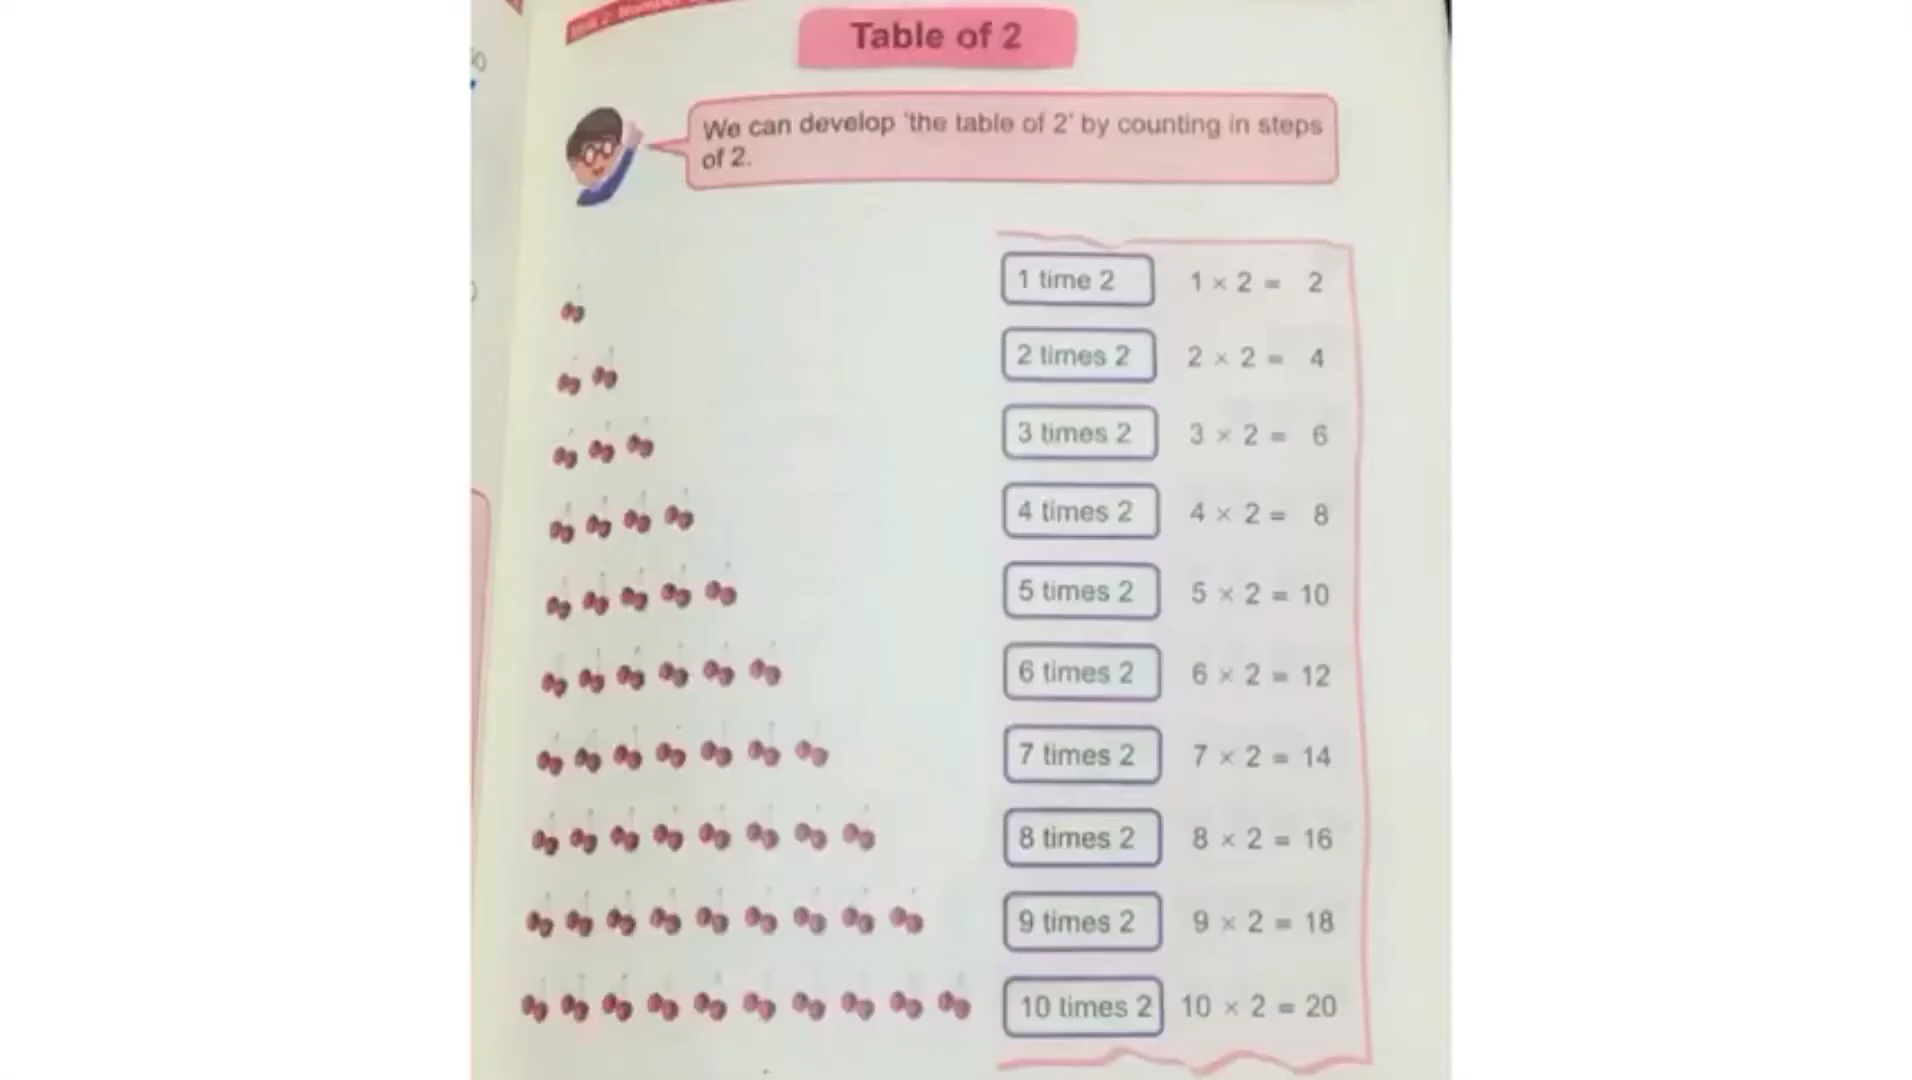 Table of 2
We can develop 'the table of 2' by counting in steps
of 2.
1 time 2 1 × 2 = 2
2 times 2 2 × 2 = 4
3 times 2 3 × 2 = 6
4 times 2 4 × 2 = 8
5 times 2 5 × 2 = 10
6 times 2 6 × 2 = 12
7 times 2 7 × 2 = 14
8 times 2 8 × 2 = 16
9 times 2 9 × 2 = 18
10 times 2 10 × 2 = 20